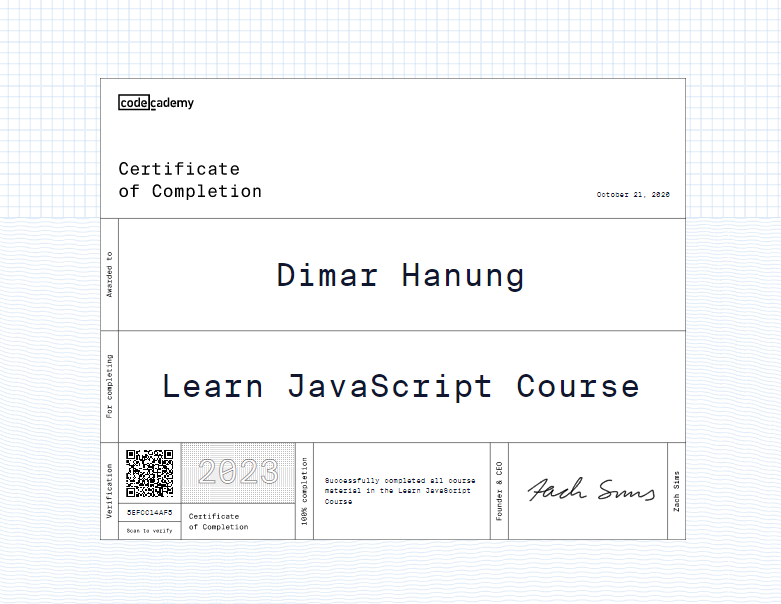 codecademy
Certificate
of Completion
October 21, 2020
Awarded to
Dimar Hanung
For completing
Learn JavaScript Course
Verification
5EFCC14AF5
Scan to verify
2023
Certificate
of Completion
100% completion
Successfully completed all course
material in the Learn JavaScript
Course
Founder & CEO
Zach Sims
Zach Sims